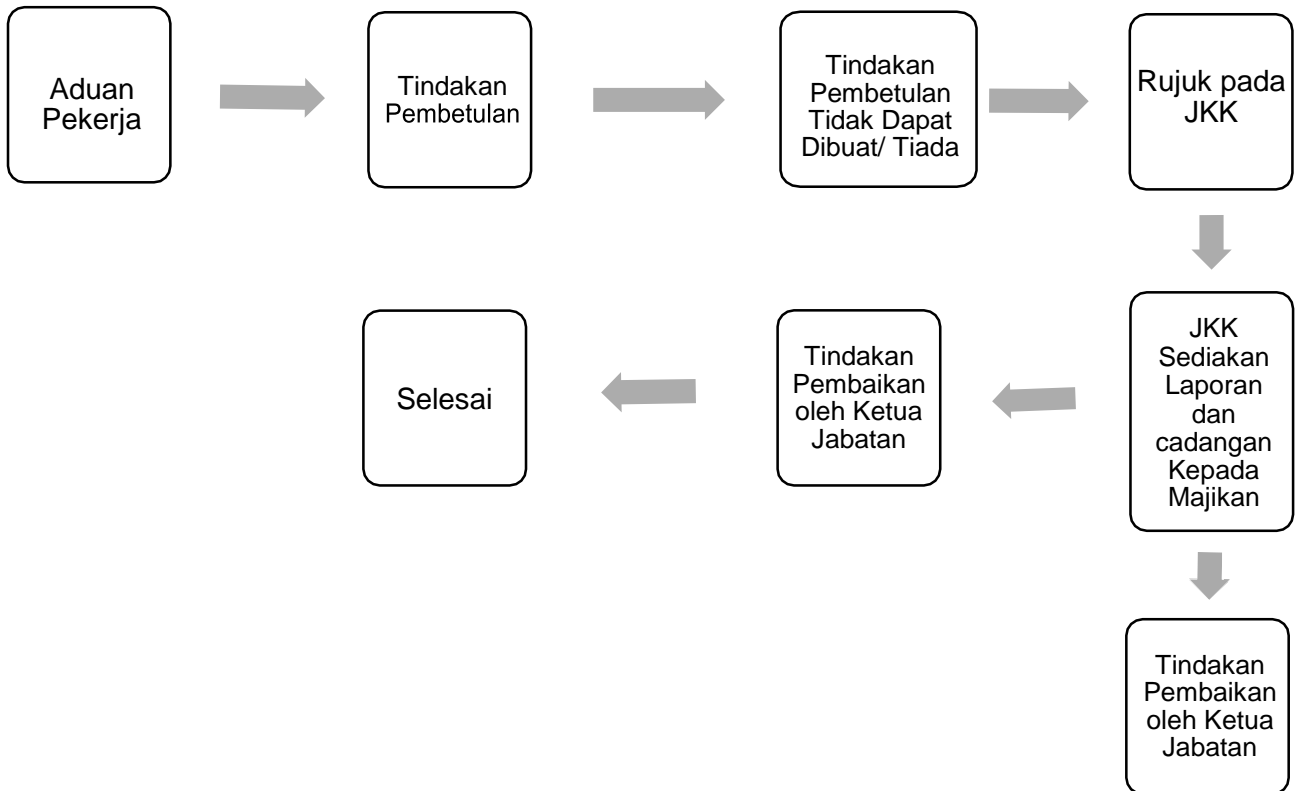 Aduan
Pekerja
Tindakan
Pembetulan
Tindakan
Pembetulan
Tidak Dapat
Dibuat/ Tiada
Rujuk pada
JKK
JKK
Sediakan
Laporan
dan
cadangan
Kepada
Majikan
Tindakan
Pembaikan
oleh Ketua
Jabatan
Selesai
Tindakan
Pembaikan
oleh Ketua
Jabatan